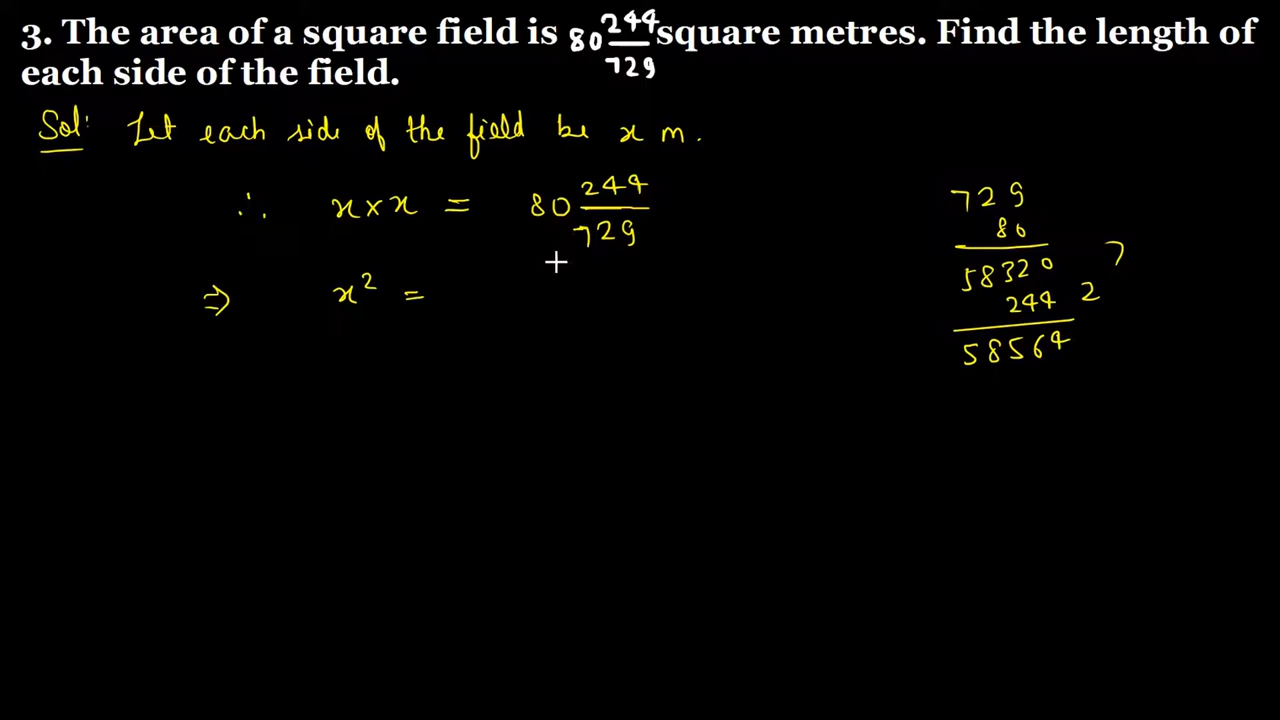 3. The area of a square field is 80 244/729 square metres. Find the length of
each side of the field.
Sol: Let each side of the field be x m.
∴ x × x = 80 244/729
⇒ x² =
729
80
58320
244 2
58564